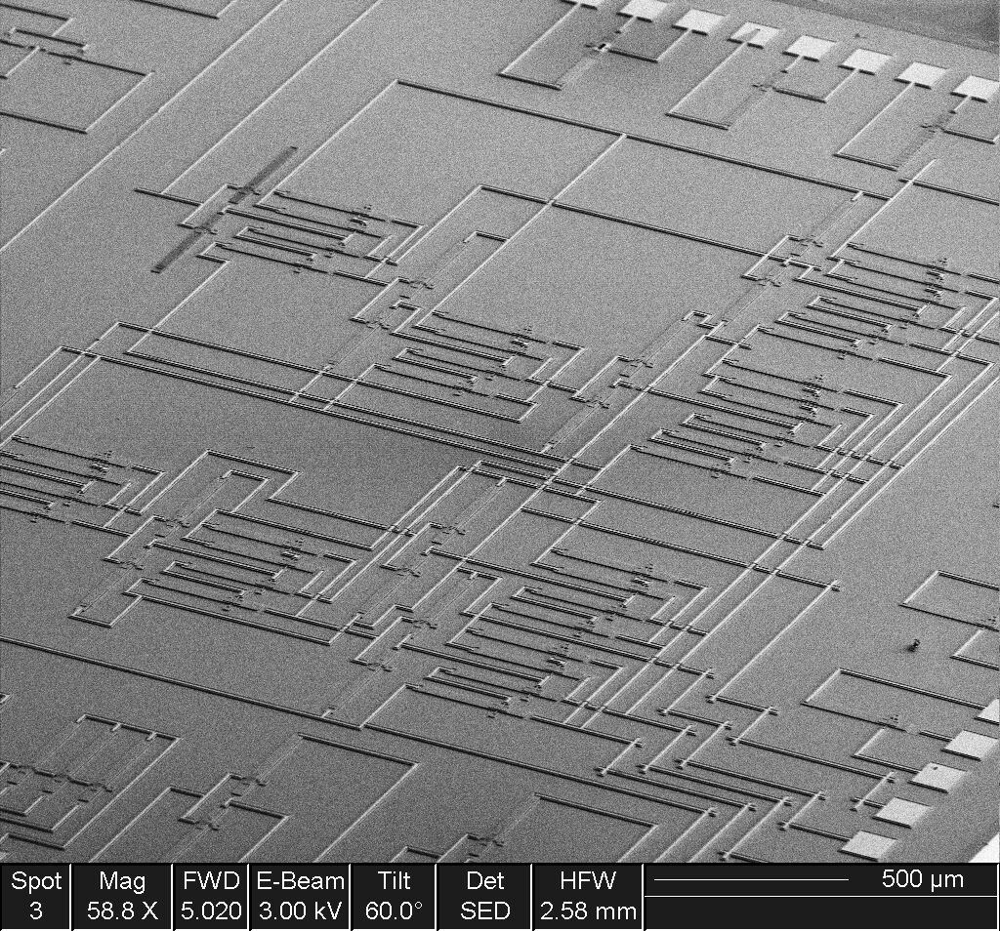 Spot Mag FWD E-Beam Tilt Det HFW 500 µm
3 58.8 X 5.020 3.00 kV 60.0° SED 2.58 mm